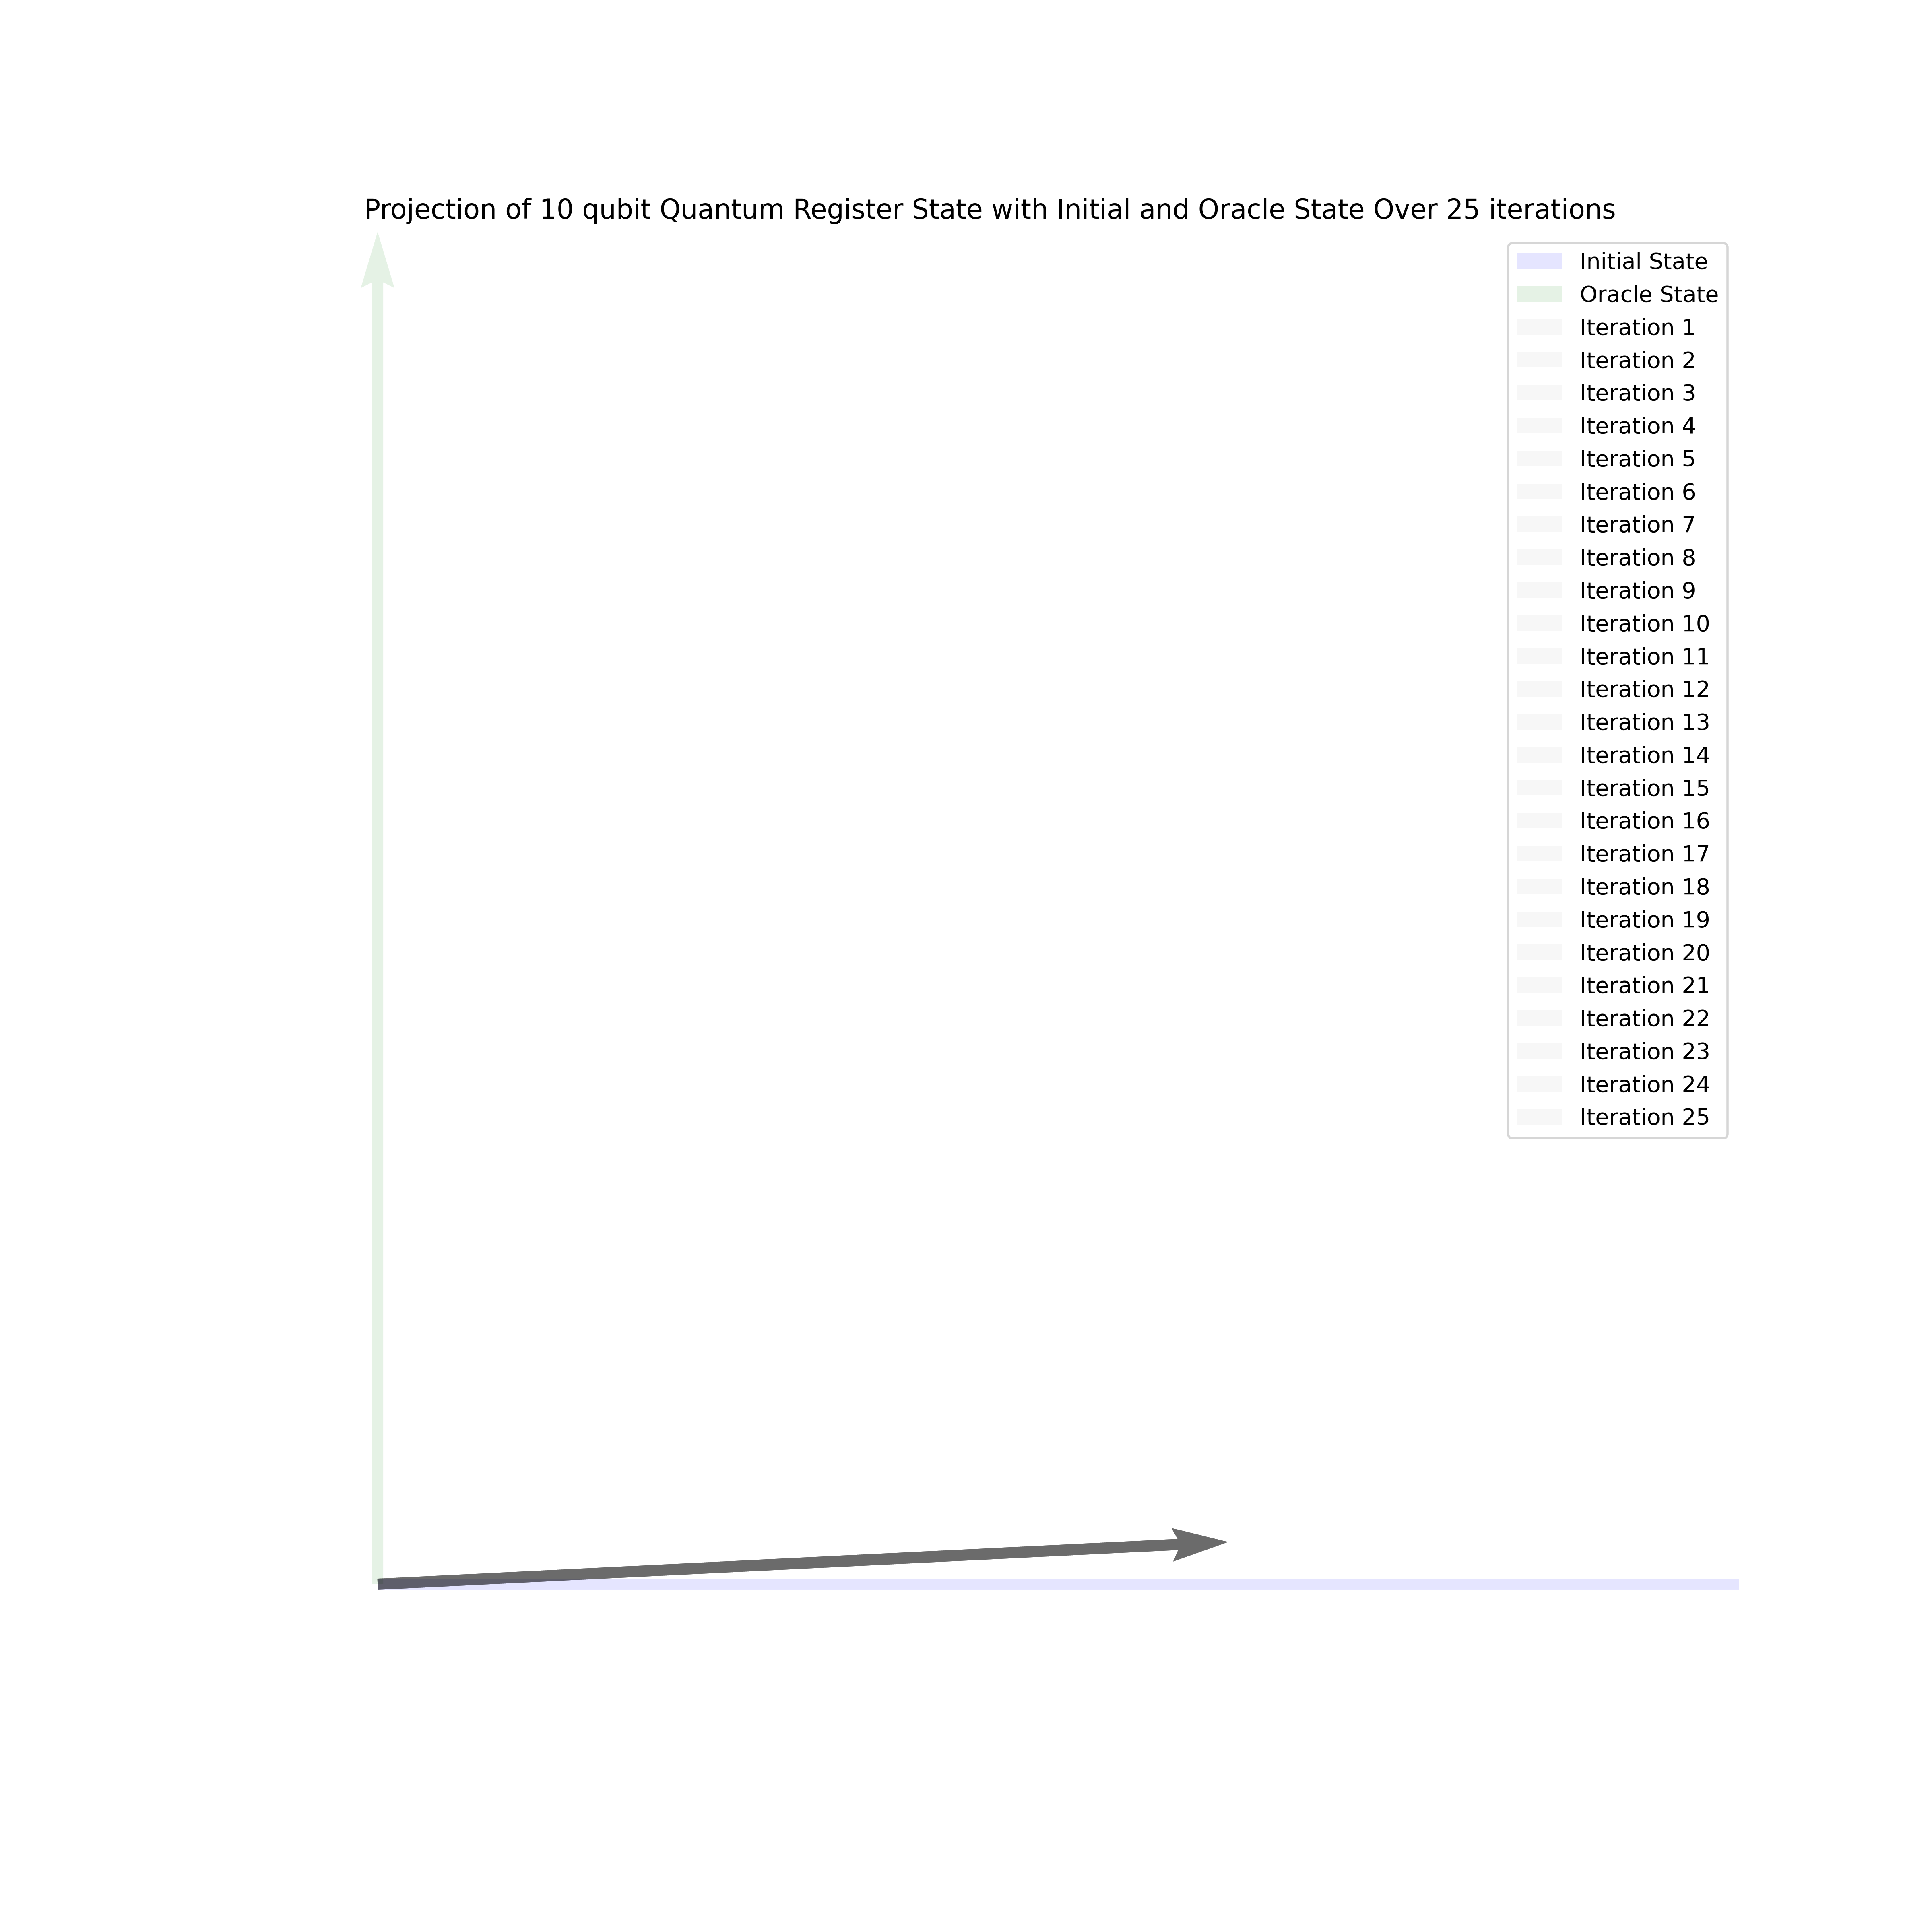 Projection of 10 qubit Quantum Register State with Initial and Oracle State Over 25 iterations
Initial State
Oracle State
Iteration 1
Iteration 2
Iteration 3
Iteration 4
Iteration 5
Iteration 6
Iteration 7
Iteration 8
Iteration 9
Iteration 10
Iteration 11
Iteration 12
Iteration 13
Iteration 14
Iteration 15
Iteration 16
Iteration 17
Iteration 18
Iteration 19
Iteration 20
Iteration 21
Iteration 22
Iteration 23
Iteration 24
Iteration 25